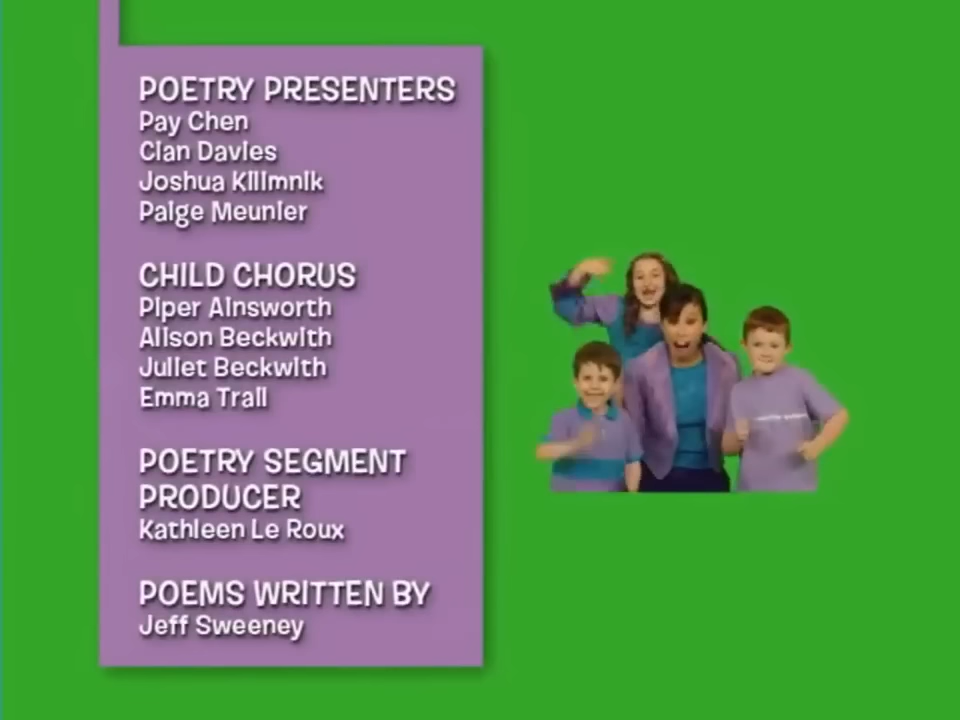 POETRY PRESENTERS
Pay Chen
Cian Davies
Joshua Kilimnik
Paige Meunier
CHILD CHORUS
Piper Ainsworth
Alison Beckwith
Juliet Beckwith
Emma Trail
POETRY SEGMENT
PRODUCER
Kathleen Le Roux
POEMS WRITTEN BY
Jeff Sweeney